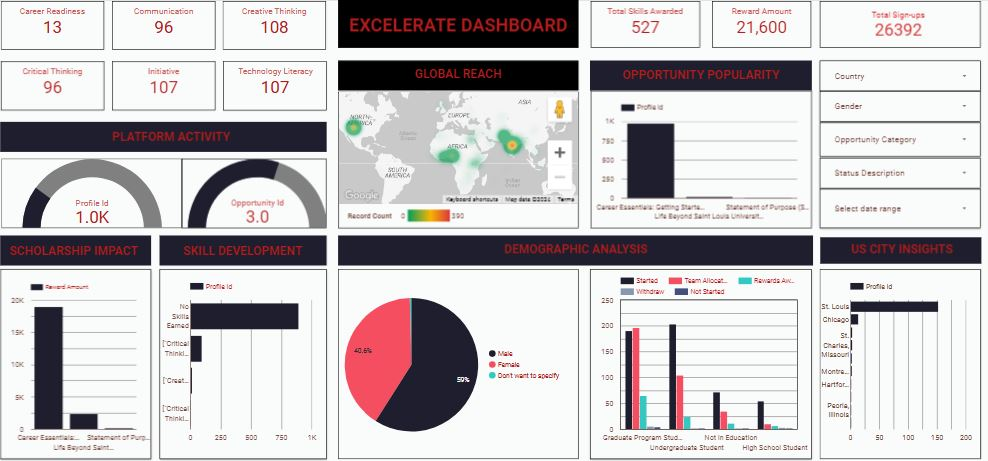 Career Readiness
13
Communication
96
Creative Thinking
108
EXCELERATE DASHBOARD
Total Skills Awarded
527
Reward Amount
21,600
Total Sign-ups
26392
Critical Thinking
96
Initiative
107
Technology Literacy
107
GLOBAL REACH
OPPORTUNITY POPULARITY
Country
Gender
Opportunity Category
Status Description
Select date range
PLATFORM ACTIVITY
Profile Id
1.0K
Opportunity Id
3.0
NORTH
AMERICA
EUROPE
ASIA
Atlantic
Ocean
AFRICA
SOUTH
AMERICA
Indian
Ocean
Google
Keyboard shortcuts
Map data ©2024
Terms
Record Count 0 390
Profile Id
1K
750
500
250
0
Career Essentials: Getting Starte...
Life Beyond Saint Louis Universit...
Statement of Purpose (S...
SCHOLARSHIP IMPACT
SKILL DEVELOPMENT
DEMOGRAPHIC ANALYSIS
US CITY INSIGHTS
Reward Amount
20K
15K
10K
5K
0
Career Essentials:...
Life Beyond Saint...
Statement of Purp...
Profile Id
No
Skills
Earned
["Critical
Thinki...
["Creat...
["Critical
Thinki...
0
250
500
750
1K
40.6%
59%
Male
Female
Don't want to specify
Started
Team Allocat...
Rewards Aw...
Withdraw
Not Started
250
200
150
100
50
0
Graduate Program Stud...
Undergraduate Student
Not in Education
High School Student
Profile Id
St. Louis
Chicago
St.
Charles,
Missouri
Montre...
Hartfor...
Peoria,
Illinois
0
50
100
150
200